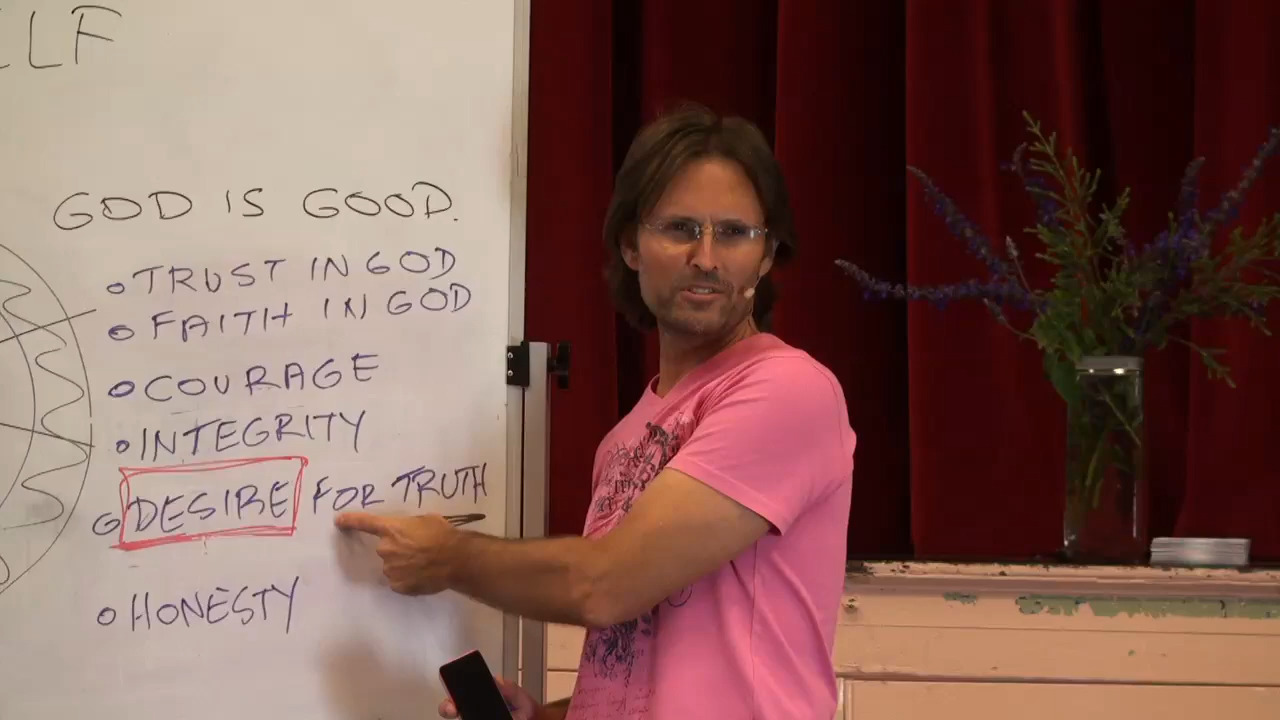 LF
GOD IS GOOD.
TRUST IN GOD
FAITH IN GOD
COURAGE
INTEGRITY
DESIRE FOR TRUTH
HONESTY